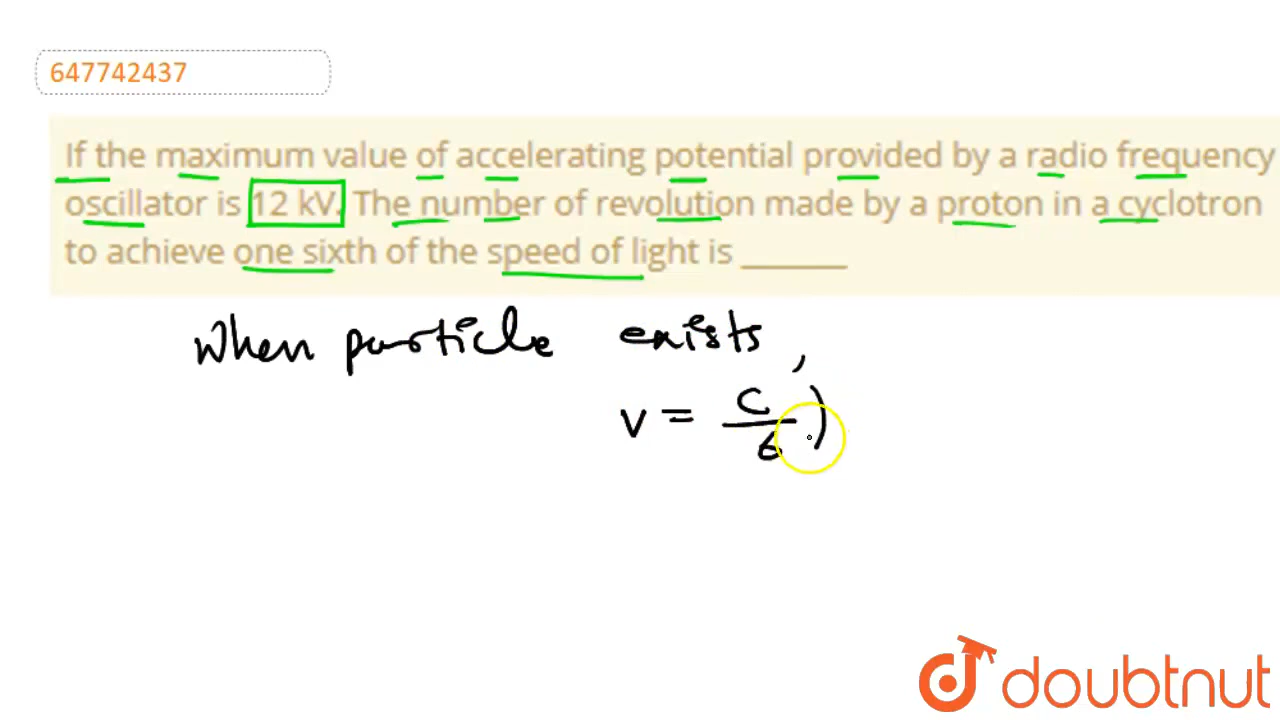 647742437
If the maximum value of accelerating potential provided by a radio frequency
oscillator is 12 kV. The number of revolution made by a proton in a cyclotron
to achieve one sixth of the speed of light is ________
When particle exists,
v = c/6 )
doubtnut